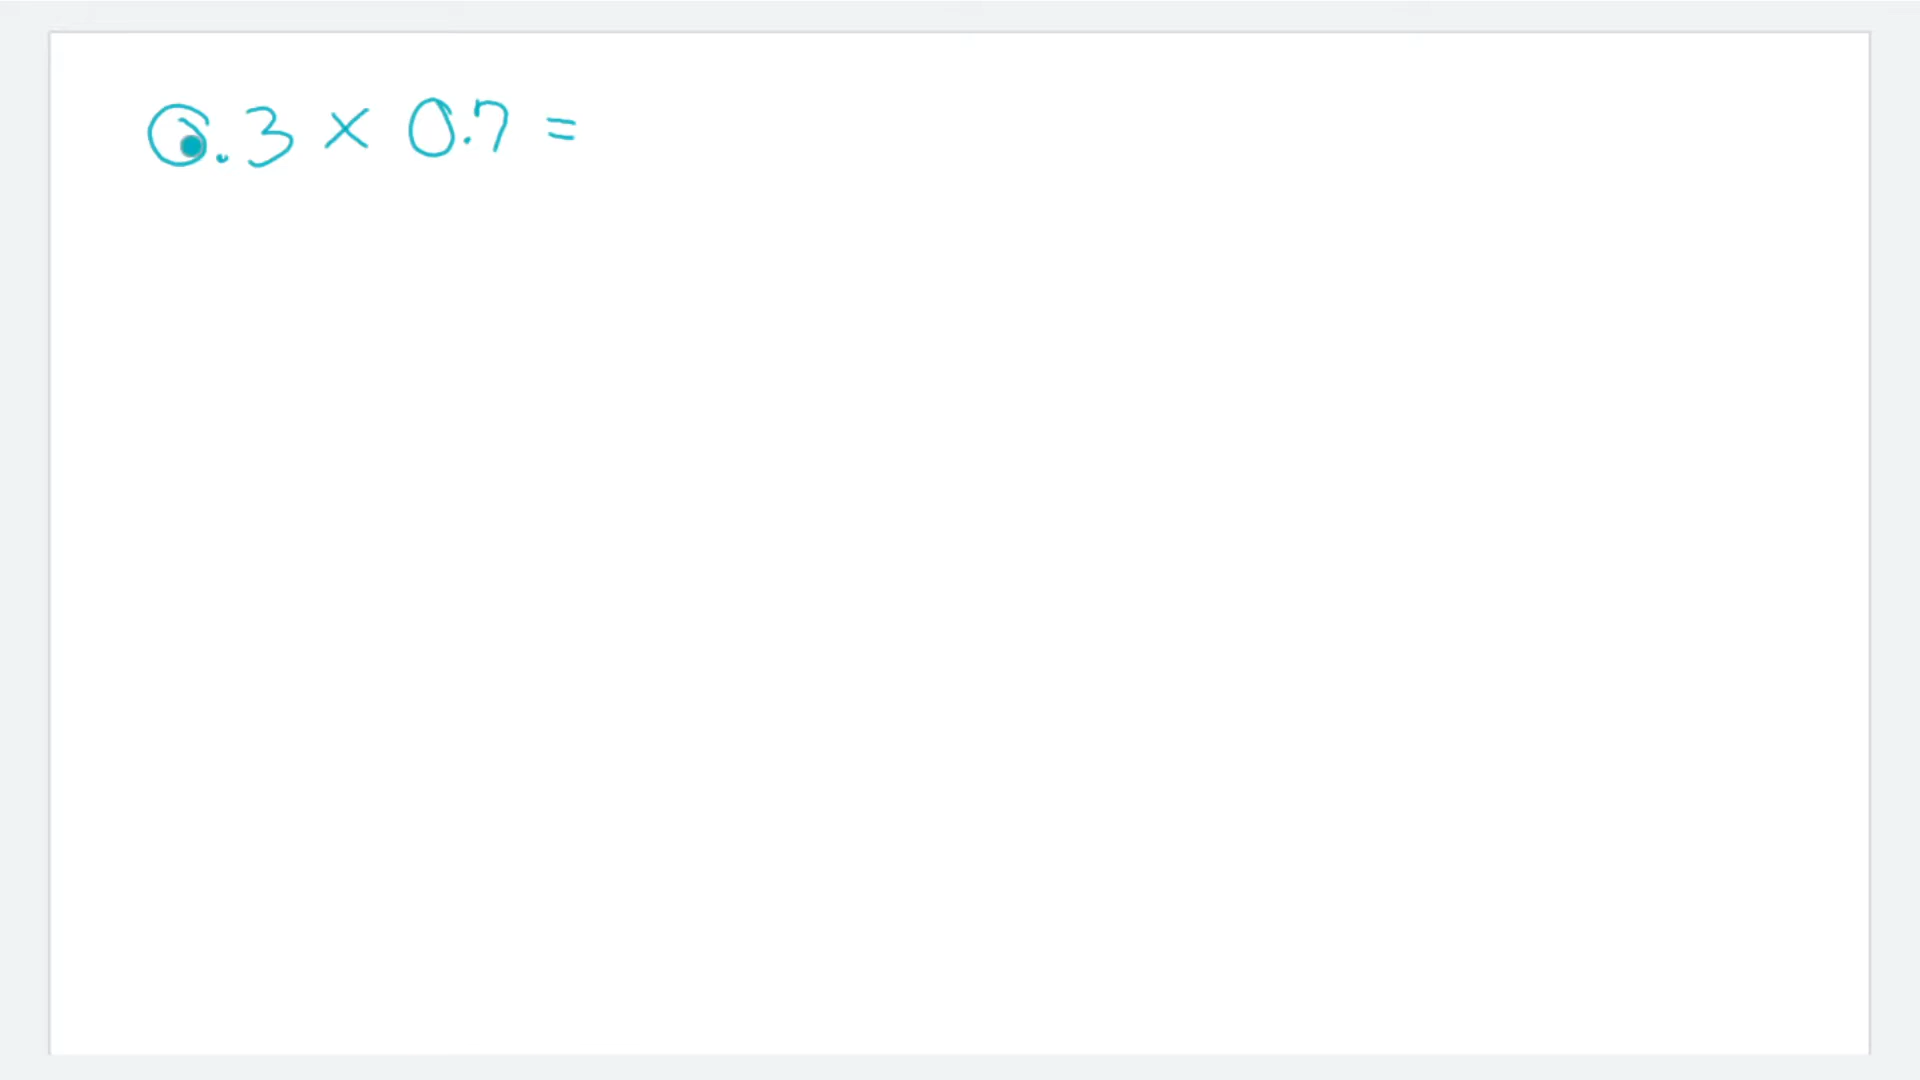 0.3 × 0.7 =